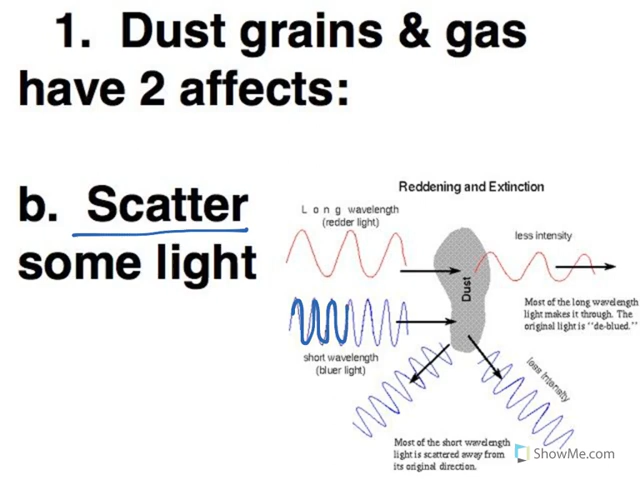 1. Dust grains & gas
have 2 affects:
b. Scatter
some light
Reddening and Extinction
Long wavelength
(redder light)
less intensity
Dust
Most of the long wavelength
light makes it through. The
original light is "de-blued."
short wavelength
(bluer light)
less intensity
Most of the short wavelength
light is scattered away from
its original direction.
ShowMe.com